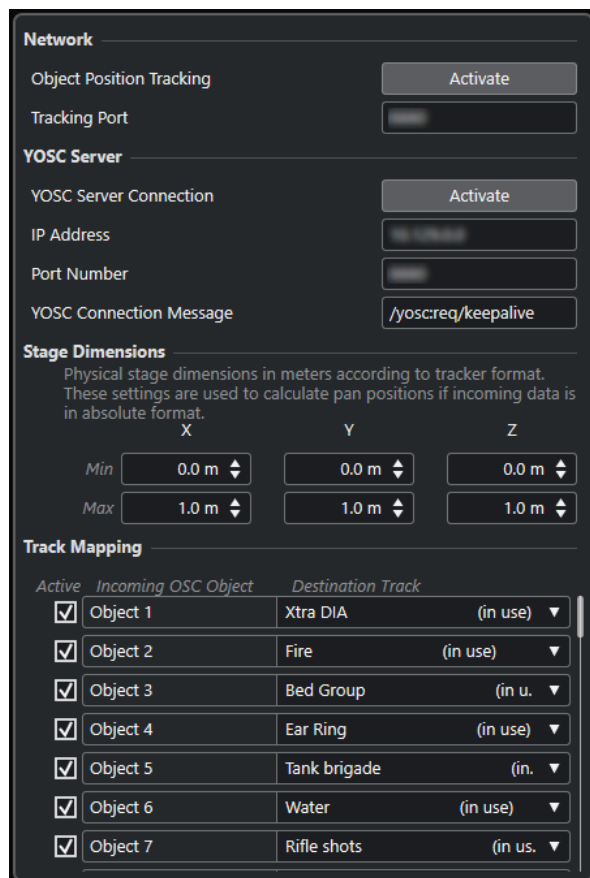 Network
Object Position Tracking Activate
Tracking Port
YOSC Server
YOSC Server Connection Activate
IP Address
Port Number
YOSC Connection Message /yosc:req/keepalive
Stage Dimensions
Physical stage dimensions in meters according to tracker format.
These settings are used to calculate pan positions if incoming data is
in absolute format.
X Y Z
Min 0.0 m 0.0 m 0.0 m
Max 1.0 m 1.0 m 1.0 m
Track Mapping
Active Incoming OSC Object Destination Track
Object 1 Xtra DIA (in use)
Object 2 Fire (in use)
Object 3 Bed Group (in u.
Object 4 Ear Ring (in use)
Object 5 Tank brigade (in.
Object 6 Water (in use)
Object 7 Rifle shots (in us.